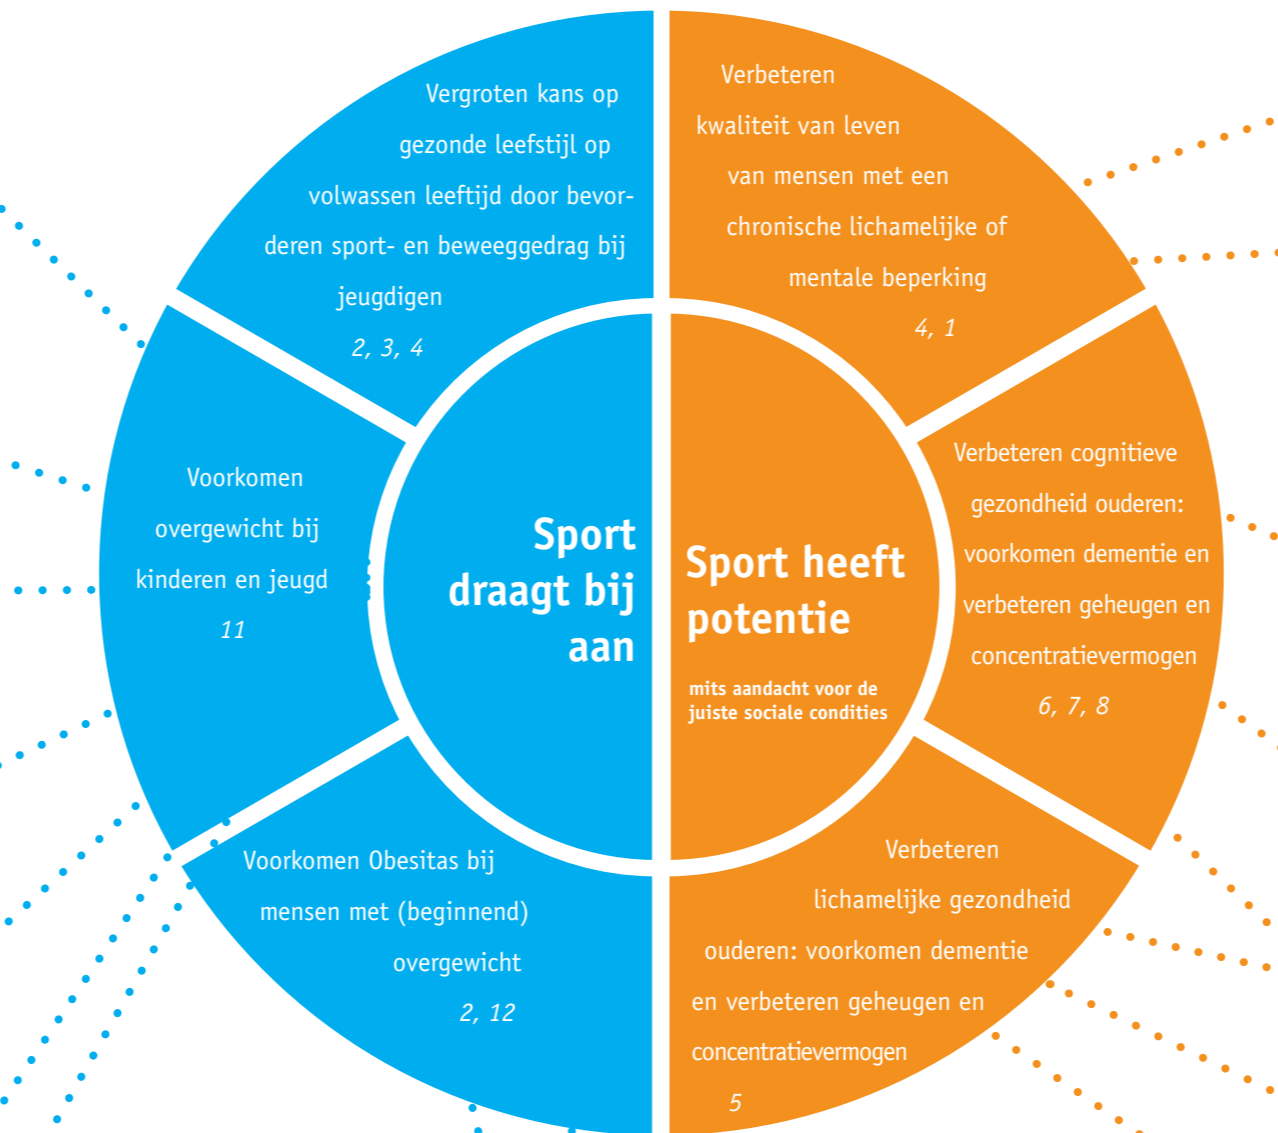 Vergroten kans op
gezonde leefstijl op
volwassen leeftijd door bevor-
deren sport- en beweeggedrag bij
jeugdigen
2, 3, 4
Voorkomen
overgewicht bij
kinderen en jeugd
11
Voorkomen Obesitas bij
mensen met (beginnend)
overgewicht
2, 12
Sport
draagt bij
aan
Sport heeft
potentie
mits aandacht voor de
juiste sociale condities
Verbeteren
kwaliteit van leven
van mensen met een
chronische lichamelijke of
mentale beperking
4, 1
Verbeteren cognitieve
gezondheid ouderen:
voorkomen dementie en
verbeteren geheugen en
concentratievermogen
6, 7, 8
Verbeteren
lichamelijke gezondheid
ouderen: voorkomen dementie
en verbeteren geheugen en
concentratievermogen
5